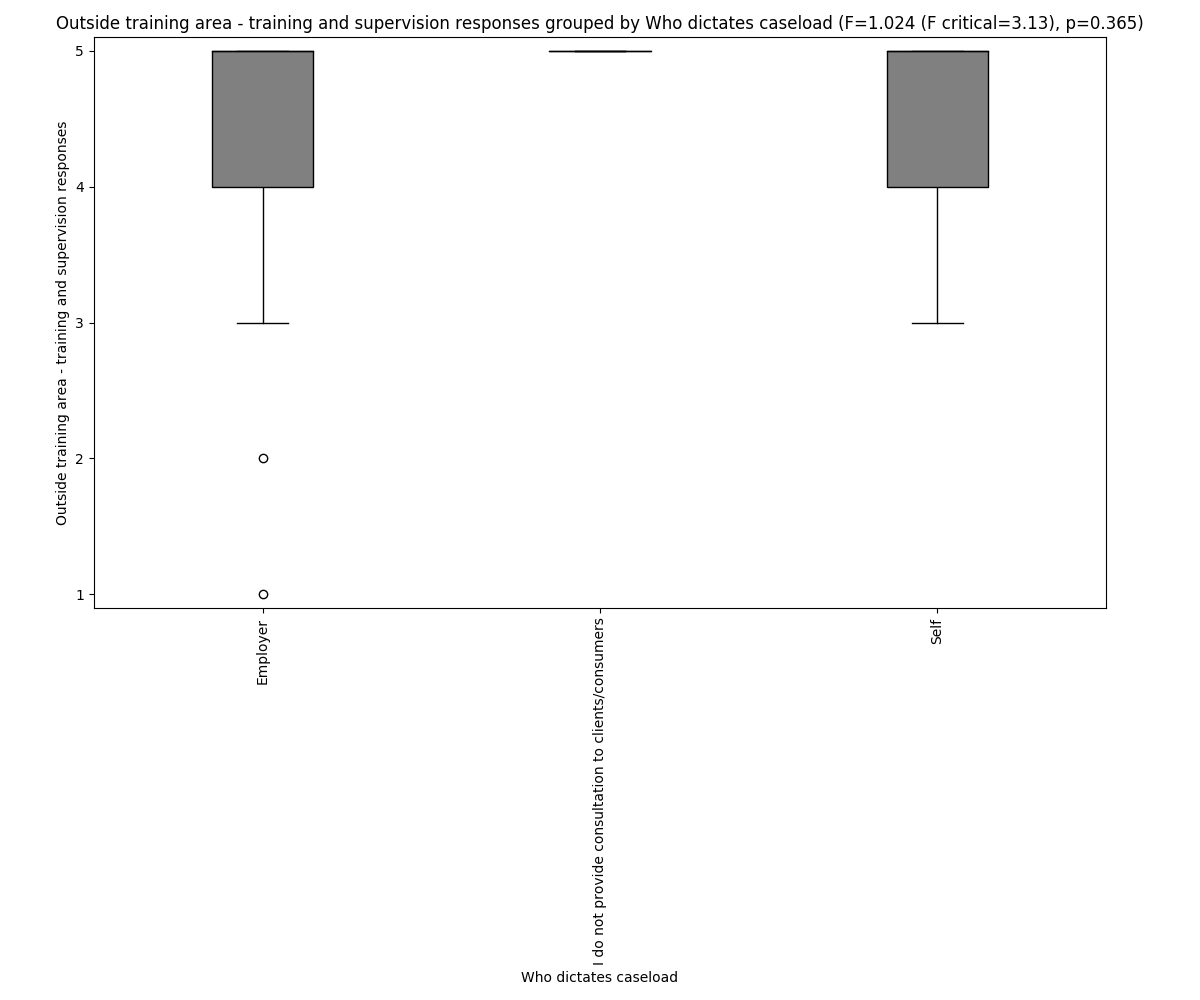 Outside training area - training and supervision responses grouped by Who dictates caseload (F=1.024 (F critical=3.13), p=0.365)
Outside training area - training and supervision responses
5
4
3
2
1
Employer
I do not provide consultation to clients/consumers
Self
Who dictates caseload